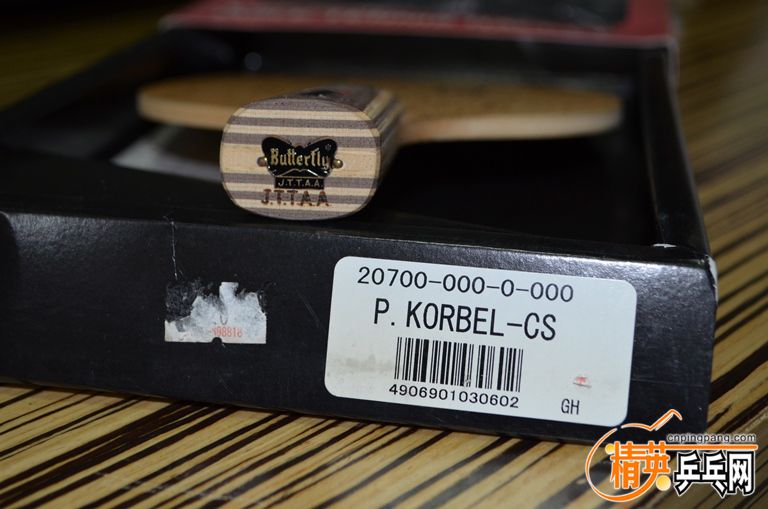 Butterfly
J.T.T.A.A
J.T.T.A.A
20700-000-0-000
P. KORBEL-CS
4906901030602
GH
cnpingpang.com
精英乒乓网